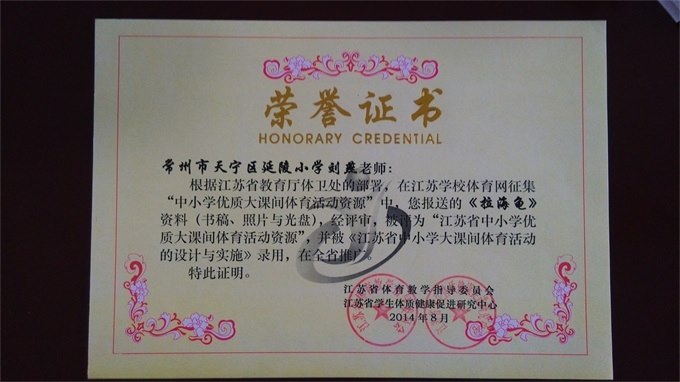 荣誉证书
HONORARY CREDENTIAL
常州市天宁区延陵小学刘燕老师：
根据江苏省教育厅体卫处的部署，在江苏学校体育网征集
“中小学优质大课间体育活动资源”中，您报送的《拉海龟》
资料（书稿、照片与光盘），经评审，被评为“江苏省中小学优
质大课间体育活动资源”，并被《江苏省中小学大课间体育活动
的设计与实施》录用，在全省推广。
特此证明。
江苏省体育教学指导委员会
江苏省学生体质健康促进研究中心
2014年8月